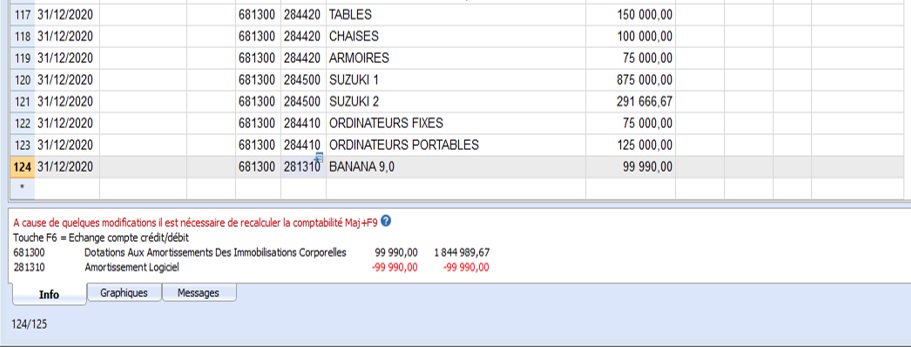 117 31/12/2020 681300 284420 TABLES 150 000,00
118 31/12/2020 681300 284420 CHAISES 100 000,00
119 31/12/2020 681300 284420 ARMOIRES 75 000,00
120 31/12/2020 681300 284500 SUZUKI 1 875 000,00
121 31/12/2020 681300 284500 SUZUKI 2 291 666,67
122 31/12/2020 681300 284410 ORDINATEURS FIXES 75 000,00
123 31/12/2020 681300 284410 ORDINATEURS PORTABLES 125 000,00
124 31/12/2020 681300 281310 BANANA 9,0 99 990,00
*
A cause de quelques modifications il est nécessaire de recalculer la comptabilité Maj+F9 ?
Touche F6 = Echange compte crédit/débit
681300 Dotations Aux Amortissements Des Immobilisations Corporelles 99 990,00 1 844 989,67
281310 Amortissement Logiciel -99 990,00 -99 990,00
Info Graphiques Messages
124/125